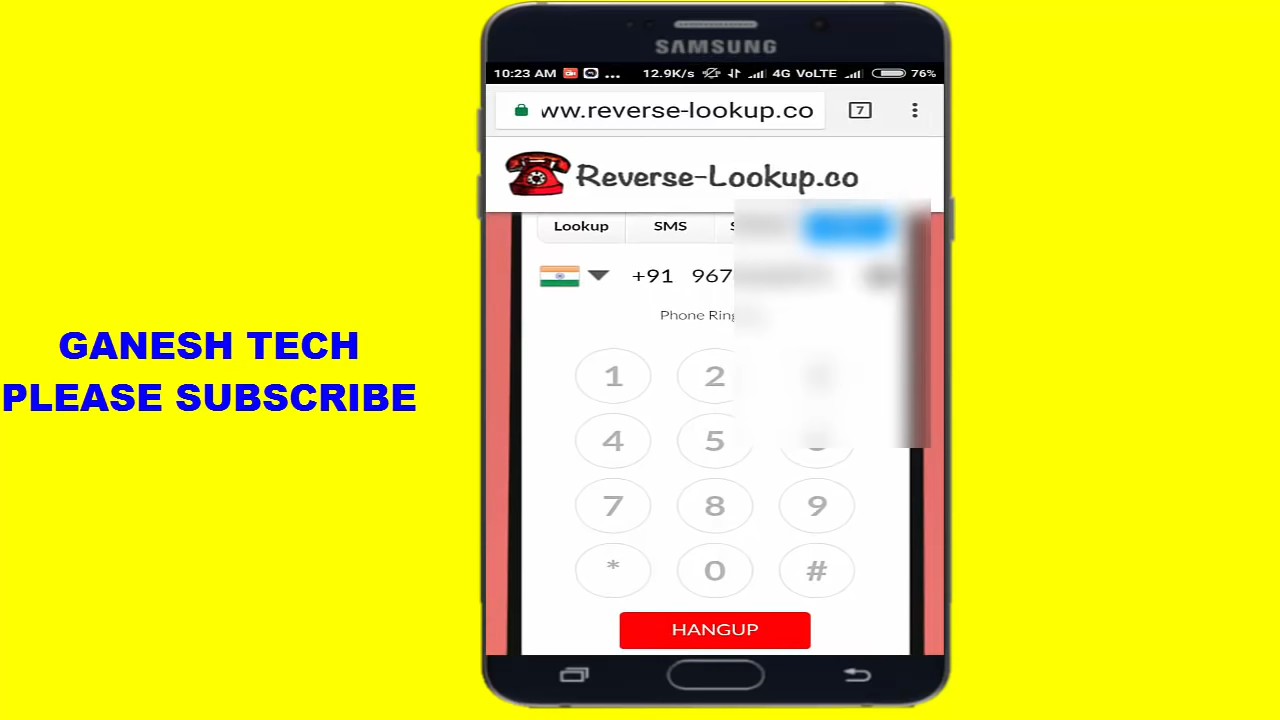 SAMSUNG
10:23 AM ... 12.9K/s 4G VoLTE 76%
ww.reverse-lookup.co 7
Reverse-Lookup.co
Lookup SMS
+91 967
Phone Ring
1 2
4 5
7 8 9
* 0 #
HANGUP
GANESH TECH
PLEASE SUBSCRIBE